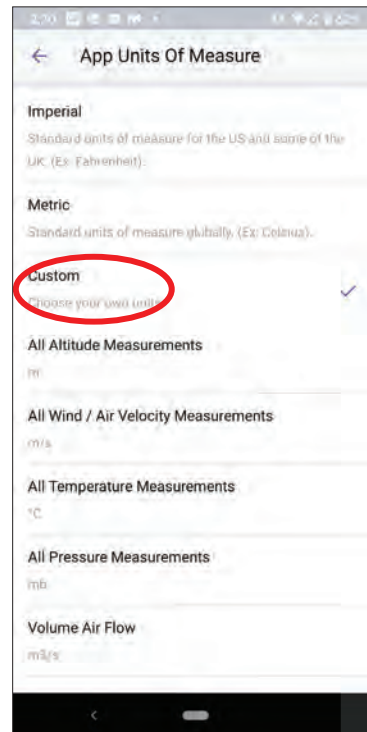 App Units Of Measure
Imperial
Standard units of measure for the US and some of the
UK. (Ex: Fahrenheit).
Metric
Standard units of measure globally. (Ex: Celsius).
Custom
Choose your own units
All Altitude Measurements
m
All Wind / Air Velocity Measurements
m/s
All Temperature Measurements
°C
All Pressure Measurements
mb
Volume Air Flow
m3/s